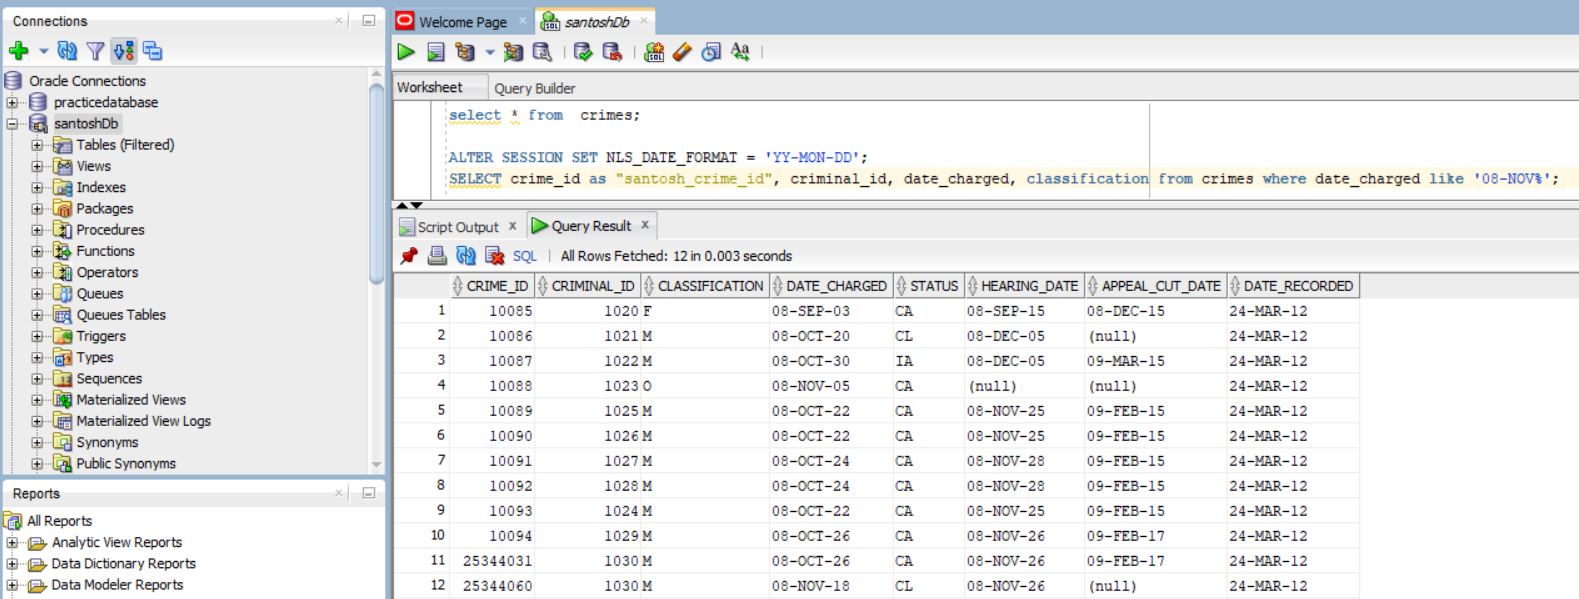 Connections
Oracle Connections
practicedatabase
santoshDb
Tables (Filtered)
Views
Indexes
Packages
Procedures
Functions
Operators
Queues
Queues Tables
Triggers
Types
Sequences
Materialized Views
Materialized View Logs
Synonyms
Public Synonyms
Reports
All Reports
Analytic View Reports
Data Dictionary Reports
Data Modeler Reports
Welcome Page santoshDb
Worksheet Query Builder
select * from crimes;
ALTER SESSION SET NLS_DATE_FORMAT = 'YY-MON-DD';
SELECT crime_id as "santosh_crime_id", criminal_id, date_charged, classification from crimes where date_charged like '08-NOV%';
Script Output x Query Result x
SQL | All Rows Fetched: 12 in 0.003 seconds
CRIME_ID CRIMINAL_ID CLASSIFICATION DATE_CHARGED STATUS HEARING_DATE APPEAL_CUT_DATE DATE_RECORDED
1 10085 1020 F 08-SEP-03 CA 08-SEP-15 08-DEC-15 24-MAR-12
2 10086 1021 M 08-OCT-20 CL 08-DEC-05 (null) 24-MAR-12
3 10087 1022 M 08-OCT-30 IA 08-DEC-05 09-MAR-15 24-MAR-12
4 10088 1023 O 08-NOV-05 CA (null) (null) 24-MAR-12
5 10089 1025 M 08-OCT-22 CA 08-NOV-25 09-FEB-15 24-MAR-12
6 10090 1026 M 08-OCT-22 CA 08-NOV-25 09-FEB-15 24-MAR-12
7 10091 1027 M 08-OCT-24 CA 08-NOV-28 09-FEB-15 24-MAR-12
8 10092 1028 M 08-OCT-24 CA 08-NOV-28 09-FEB-15 24-MAR-12
9 10093 1024 M 08-OCT-22 CA 08-NOV-25 09-FEB-15 24-MAR-12
10 10094 1029 M 08-OCT-26 CA 08-NOV-26 09-FEB-17 24-MAR-12
11 25344031 1030 M 08-OCT-26 CA 08-NOV-26 09-FEB-17 24-MAR-12
12 25344060 1030 M 08-NOV-18 CL 08-NOV-26 (null) 24-MAR-12